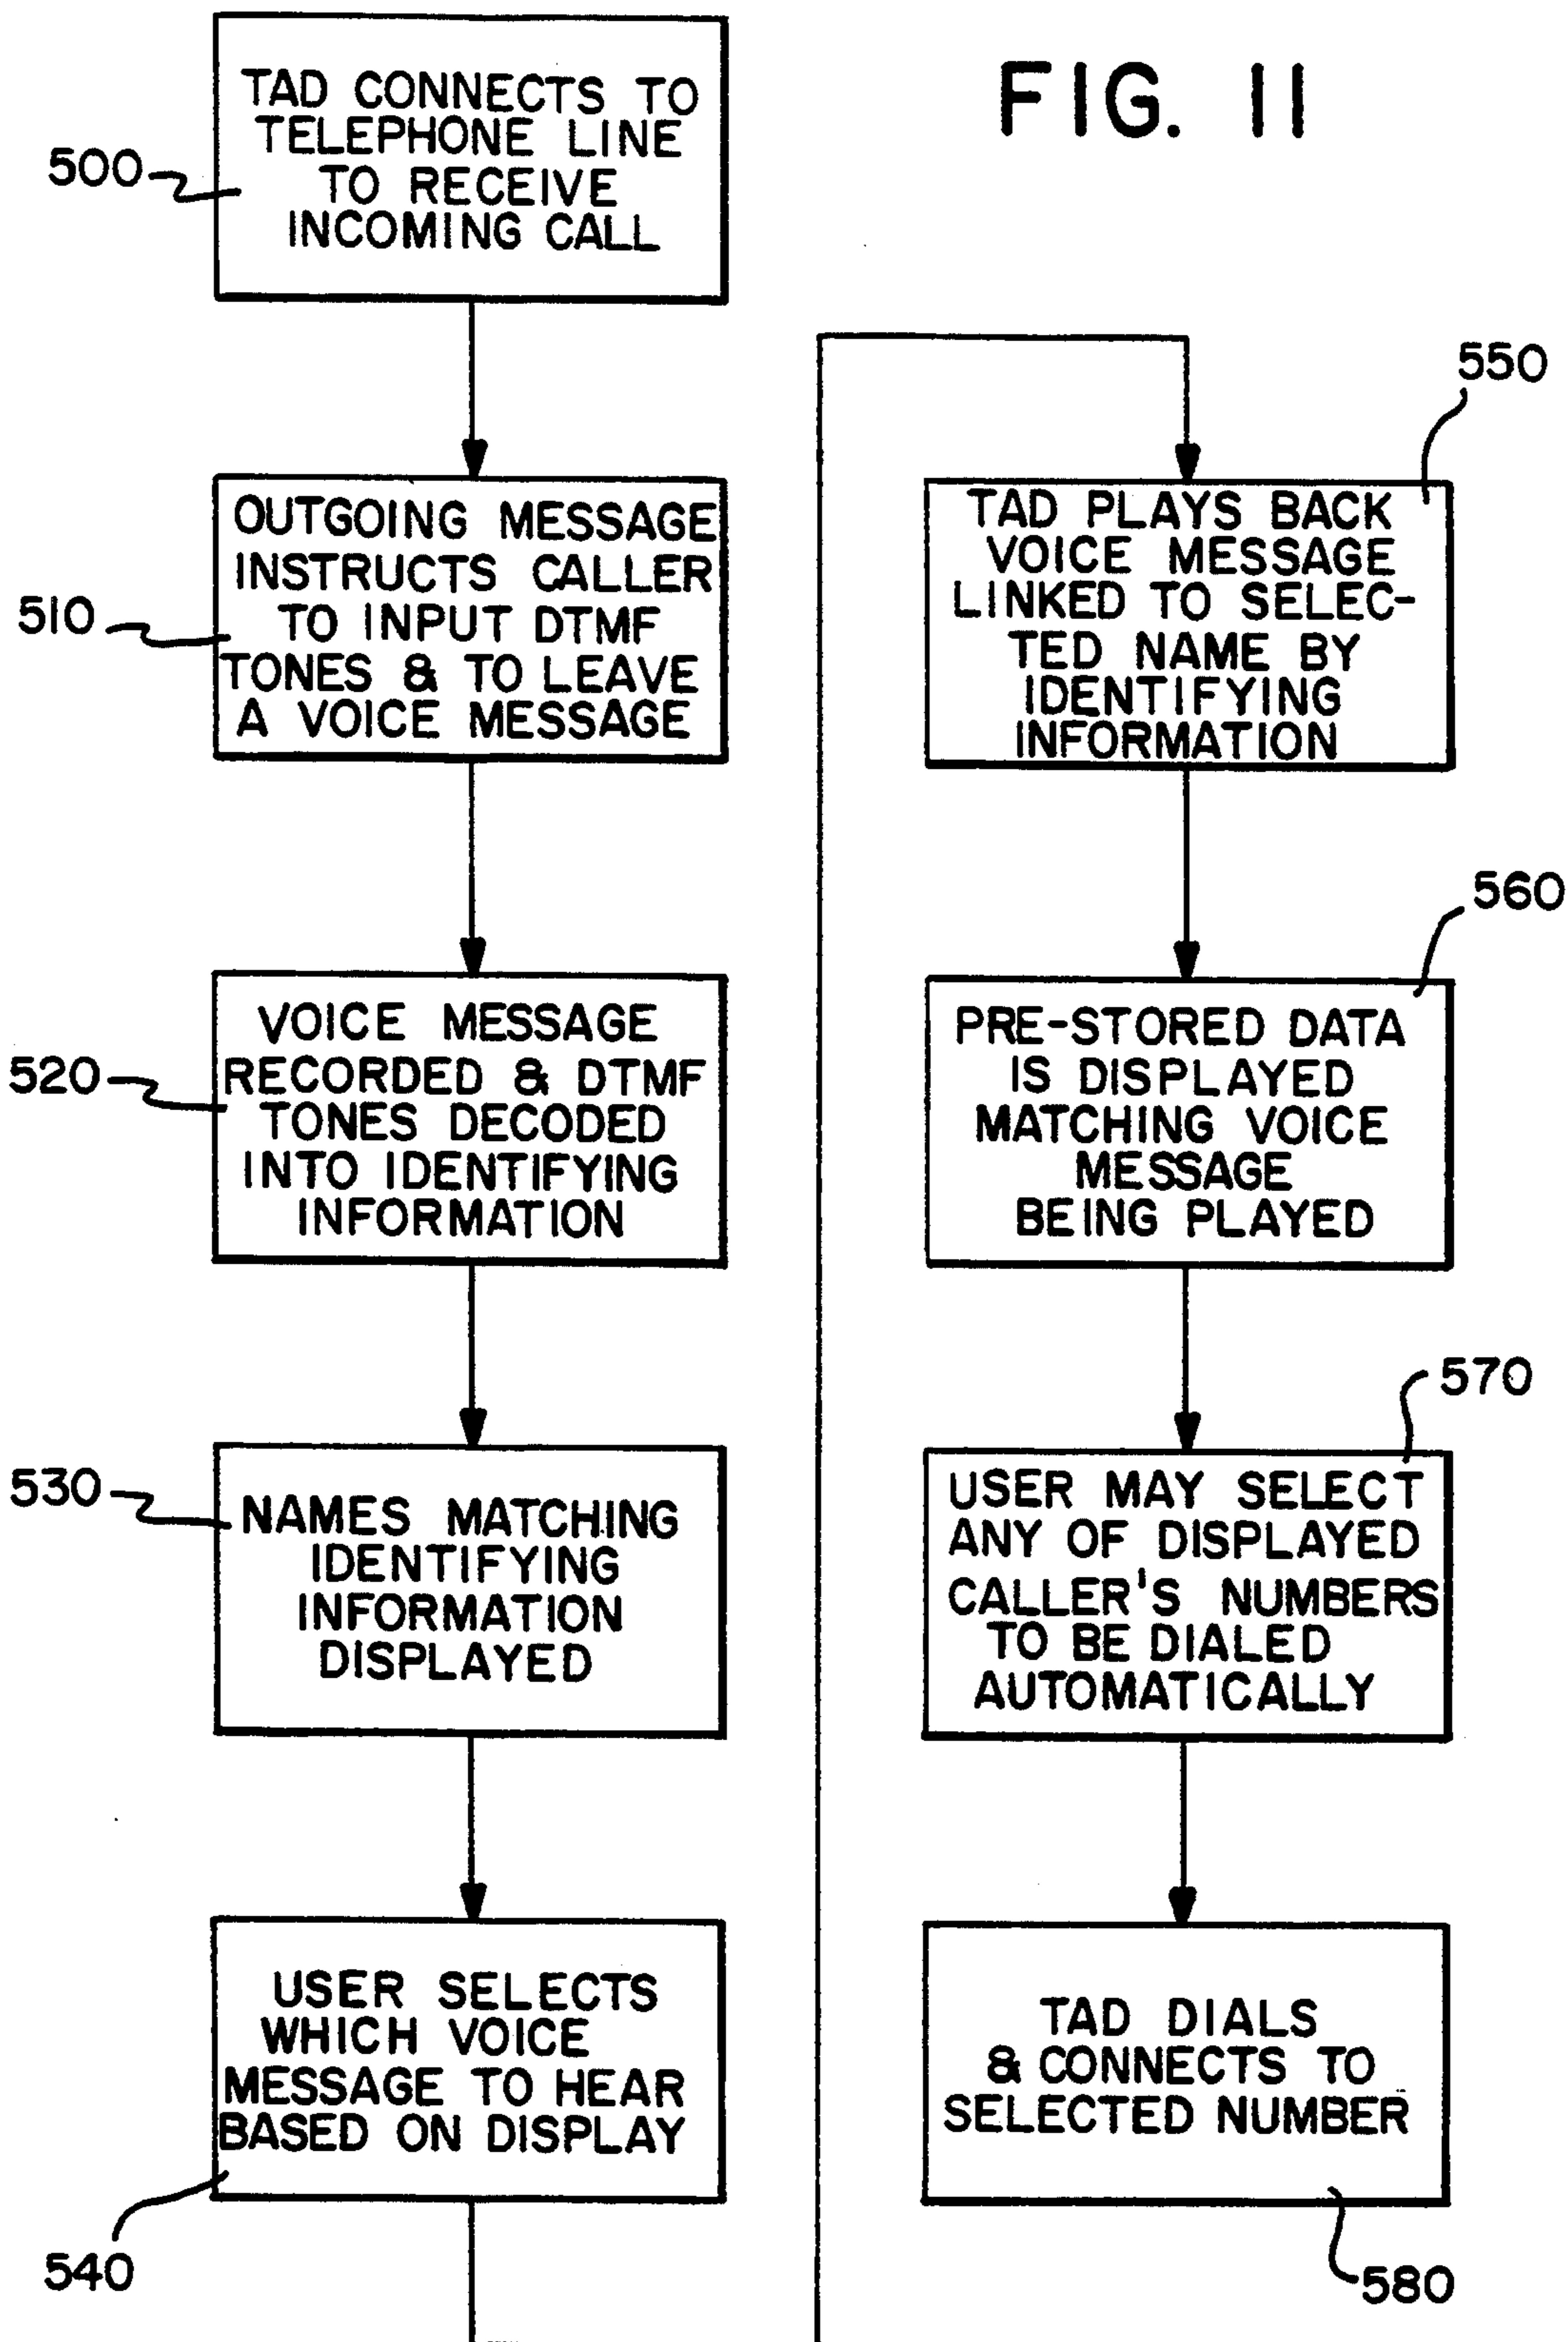 FIG. 11
500
TAD CONNECTS TO
TELEPHONE LINE
TO RECEIVE
INCOMING CALL
510
OUTGOING MESSAGE
INSTRUCTS CALLER
TO INPUT DTMF
TONES & TO LEAVE
A VOICE MESSAGE
520
VOICE MESSAGE
RECORDED & DTMF
TONES DECODED
INTO IDENTIFYING
INFORMATION
530
NAMES MATCHING
IDENTIFYING
INFORMATION
DISPLAYED
USER SELECTS
WHICH VOICE
MESSAGE TO HEAR
BASED ON DISPLAY
540
550
TAD PLAYS BACK
VOICE MESSAGE
LINKED TO SELEC-
TED NAME BY
IDENTIFYING
INFORMATION
560
PRE-STORED DATA
IS DISPLAYED
MATCHING VOICE
MESSAGE
BEING PLAYED
570
USER MAY SELECT
ANY OF DISPLAYED
CALLER'S NUMBERS
TO BE DIALED
AUTOMATICALLY
TAD DIALS
& CONNECTS TO
SELECTED NUMBER
580